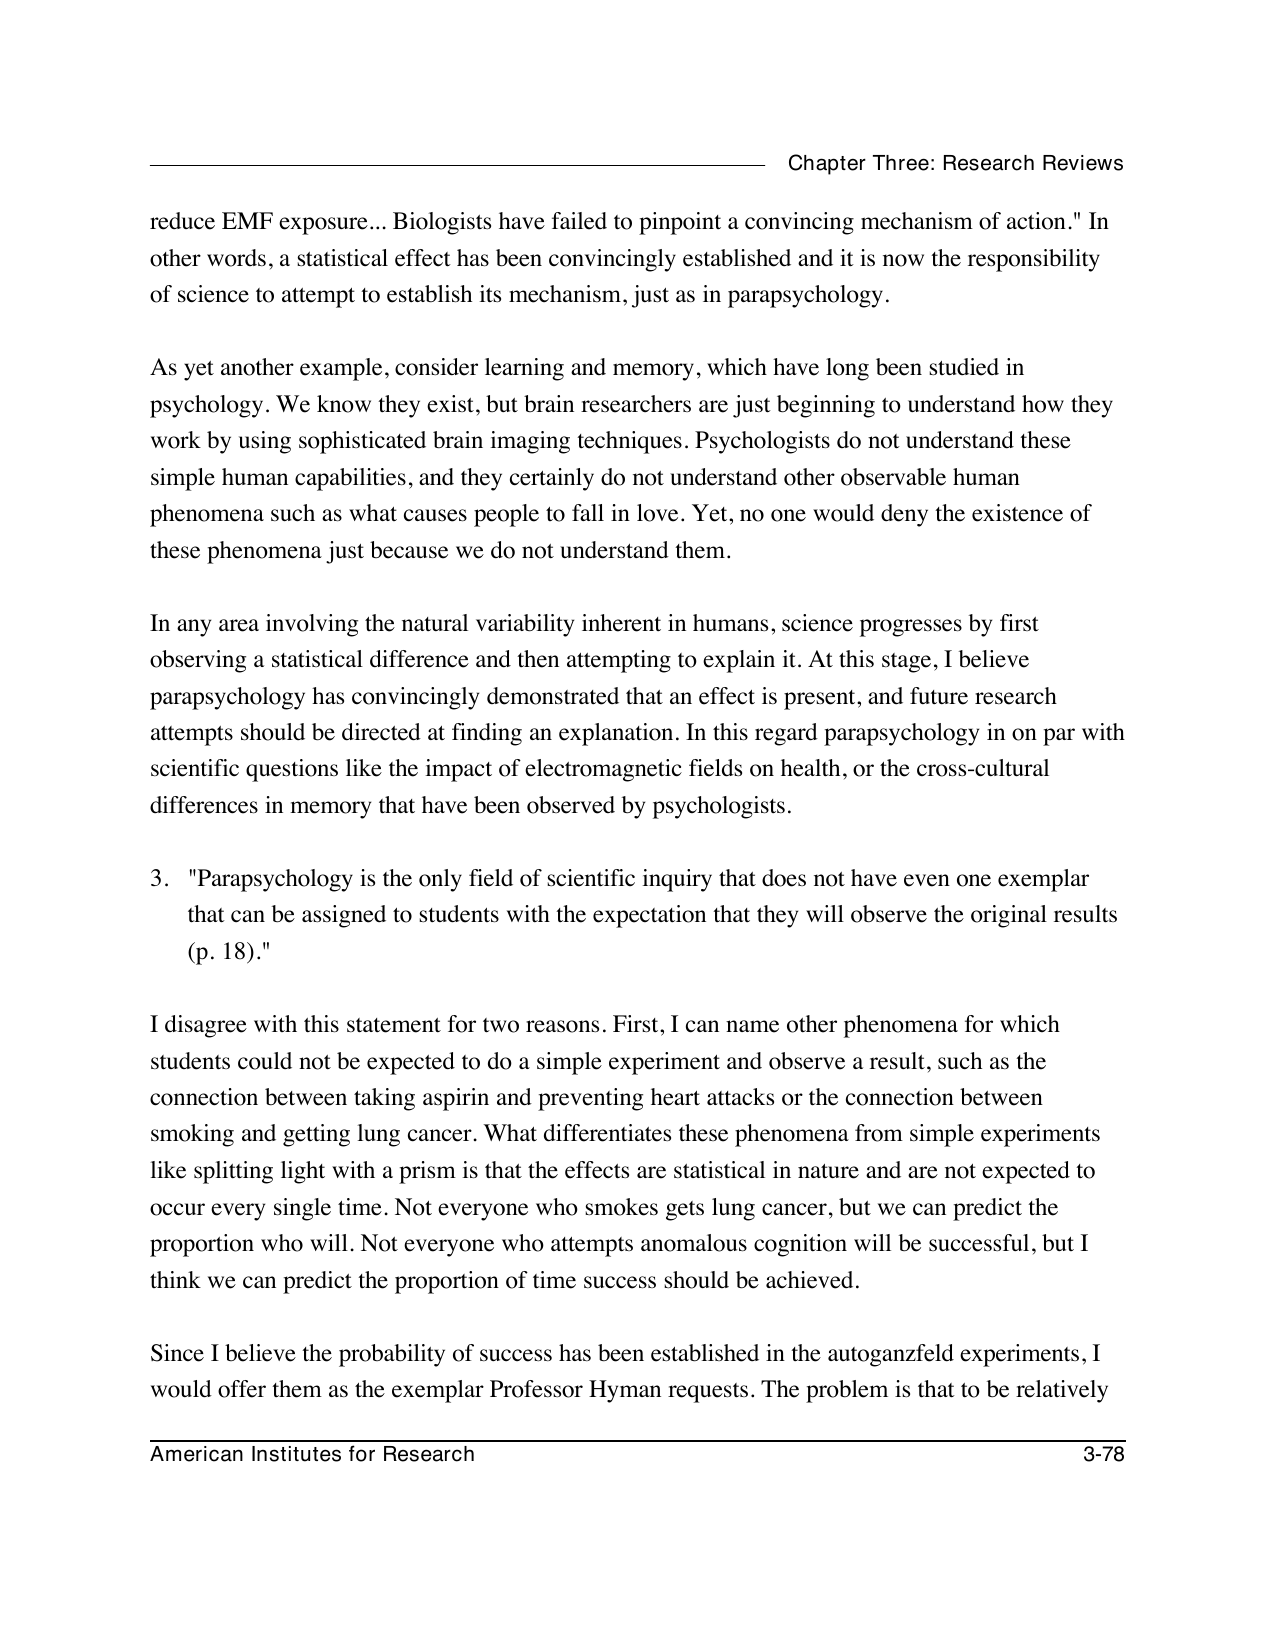 Chapter Three: Research Reviews
reduce EMF exposure... Biologists have failed to pinpoint a convincing mechanism of action." In
other words, a statistical effect has been convincingly established and it is now the responsibility
of science to attempt to establish its mechanism, just as in parapsychology.
As yet another example, consider learning and memory, which have long been studied in
psychology. We know they exist, but brain researchers are just beginning to understand how they
work by using sophisticated brain imaging techniques. Psychologists do not understand these
simple human capabilities, and they certainly do not understand other observable human
phenomena such as what causes people to fall in love. Yet, no one would deny the existence of
these phenomena just because we do not understand them.
In any area involving the natural variability inherent in humans, science progresses by first
observing a statistical difference and then attempting to explain it. At this stage, I believe
parapsychology has convincingly demonstrated that an effect is present, and future research
attempts should be directed at finding an explanation. In this regard parapsychology in on par with
scientific questions like the impact of electromagnetic fields on health, or the cross-cultural
differences in memory that have been observed by psychologists.
3. "Parapsychology is the only field of scientific inquiry that does not have even one exemplar
that can be assigned to students with the expectation that they will observe the original results
(p. 18)."
I disagree with this statement for two reasons. First, I can name other phenomena for which
students could not be expected to do a simple experiment and observe a result, such as the
connection between taking aspirin and preventing heart attacks or the connection between
smoking and getting lung cancer. What differentiates these phenomena from simple experiments
like splitting light with a prism is that the effects are statistical in nature and are not expected to
occur every single time. Not everyone who smokes gets lung cancer, but we can predict the
proportion who will. Not everyone who attempts anomalous cognition will be successful, but I
think we can predict the proportion of time success should be achieved.
Since I believe the probability of success has been established in the autoganzfeld experiments, I
would offer them as the exemplar Professor Hyman requests. The problem is that to be relatively
American Institutes for Research 3-78